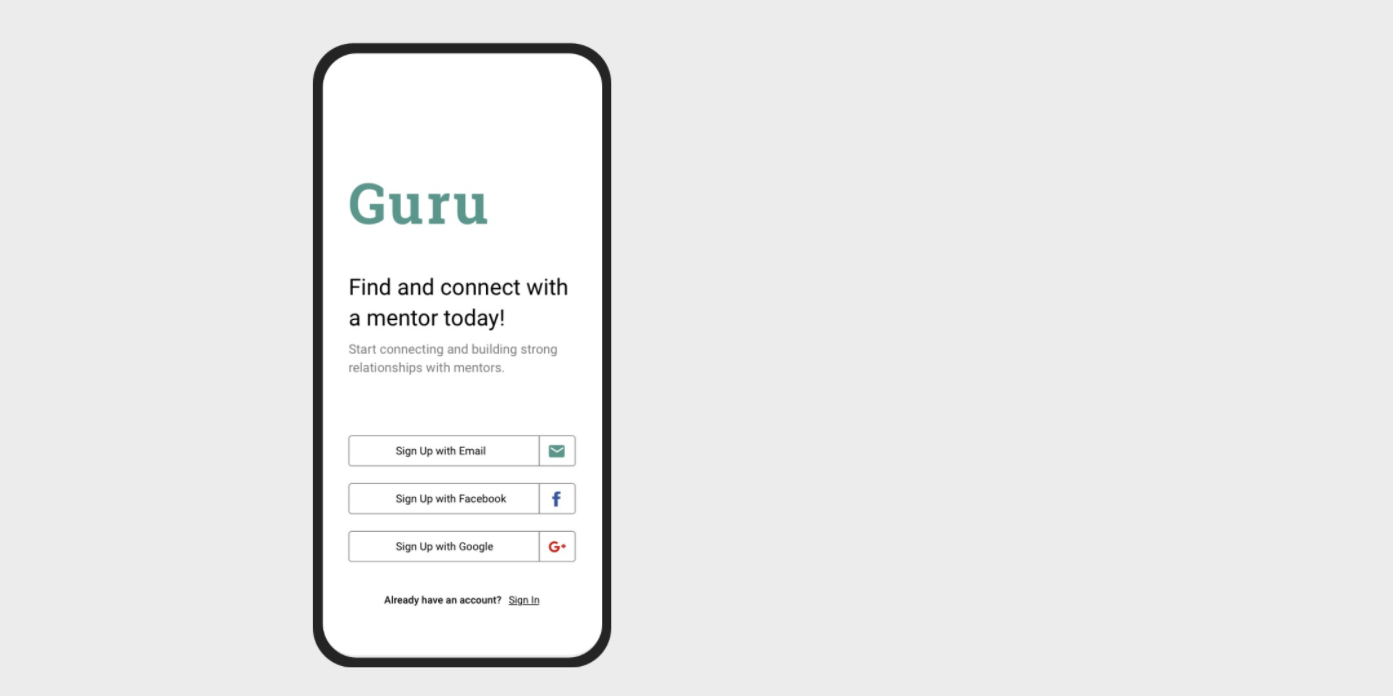 Guru
Find and connect with
a mentor today!
Start connecting and building strong
relationships with mentors.
Sign Up with Email
Sign Up with Facebook
f
Sign Up with Google
G+
Already have an account? Sign In